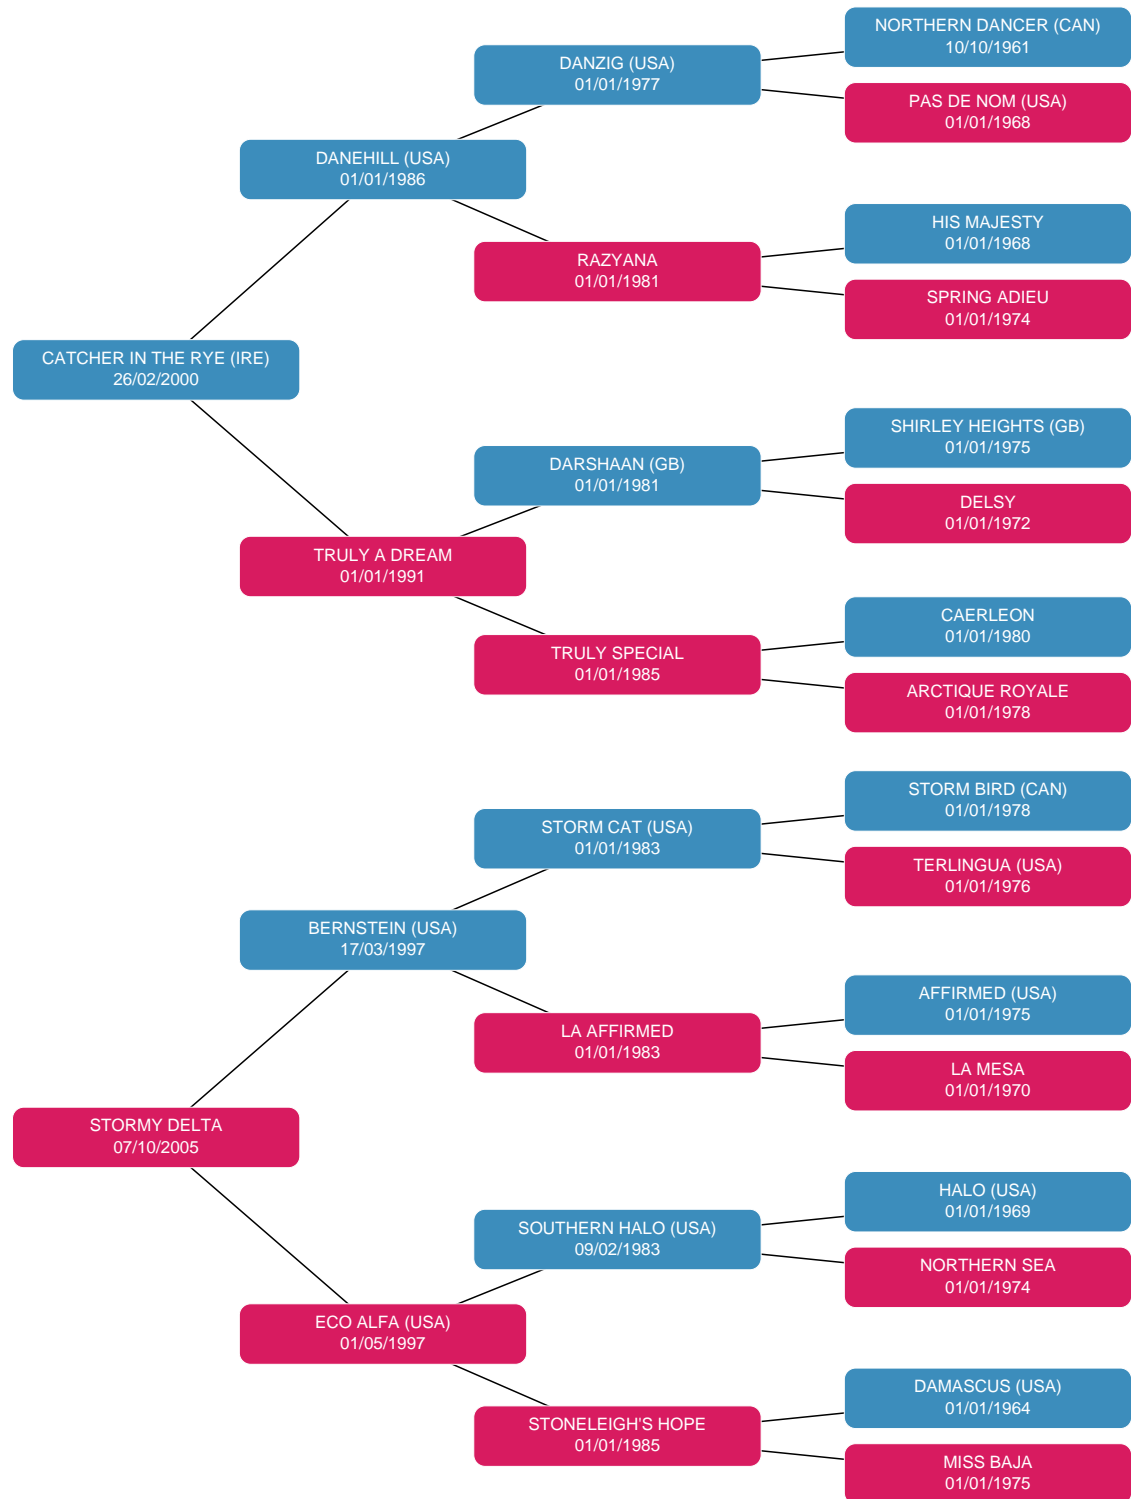 NORTHERN DANCER (CAN)
10/10/1961
DANZIG (USA)
01/01/1977
PAS DE NOM (USA)
01/01/1968
DANEHILL (USA)
01/01/1986
HIS MAJESTY
01/01/1968
RAZYANA
01/01/1981
SPRING ADIEU
01/01/1974
CATCHER IN THE RYE (IRE)
26/02/2000
SHIRLEY HEIGHTS (GB)
01/01/1975
DARSHAAN (GB)
01/01/1981
DELSY
01/01/1972
TRULY A DREAM
01/01/1991
CAERLEON
01/01/1980
TRULY SPECIAL
01/01/1985
ARCTIQUE ROYALE
01/01/1978
STORM BIRD (CAN)
01/01/1978
STORM CAT (USA)
01/01/1983
TERLINGUA (USA)
01/01/1976
BERNSTEIN (USA)
17/03/1997
AFFIRMED (USA)
01/01/1975
LA AFFIRMED
01/01/1983
LA MESA
01/01/1970
STORMY DELTA
07/10/2005
HALO (USA)
01/01/1969
SOUTHERN HALO (USA)
09/02/1983
NORTHERN SEA
01/01/1974
ECO ALFA (USA)
01/05/1997
DAMASCUS (USA)
01/01/1964
STONELEIGH'S HOPE
01/01/1985
MISS BAJA
01/01/1975